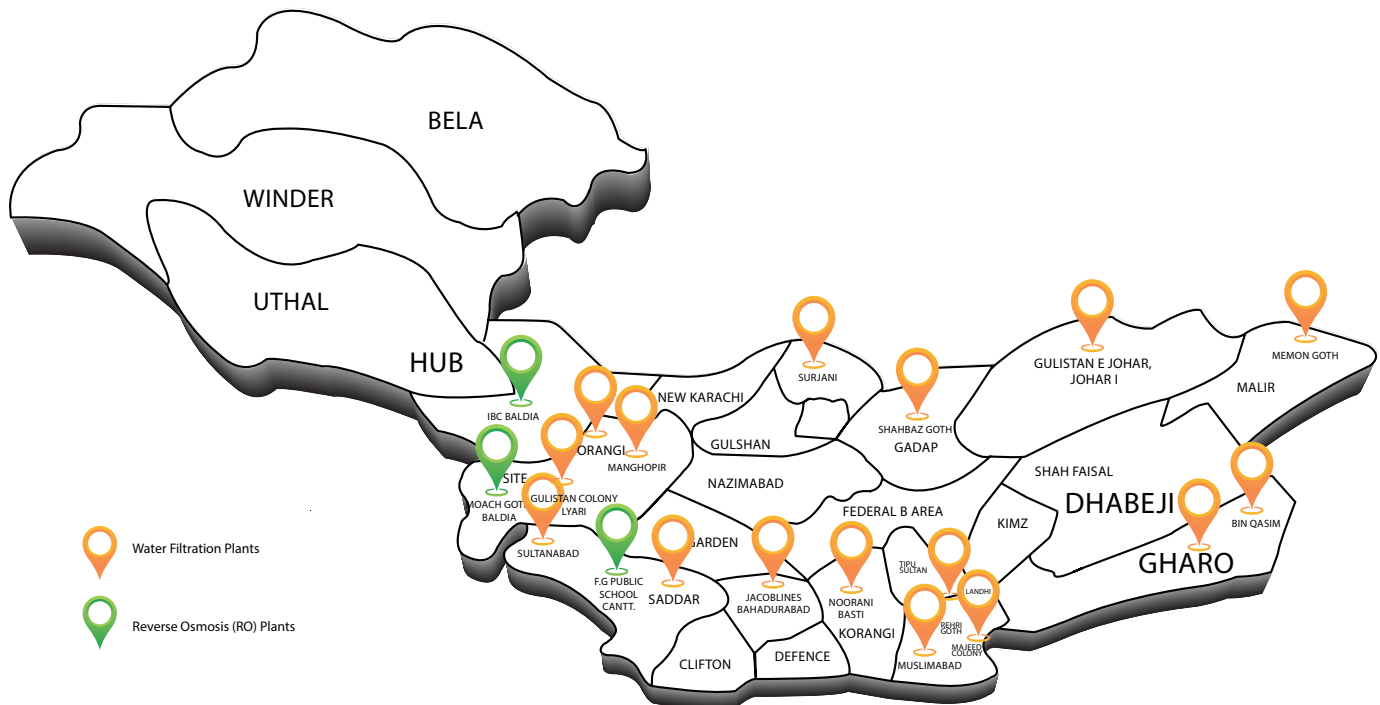 BELA
WINDER
UTHAL
HUB
IBC BALDIA
NEW KARACHI
SURJANI
GULISTAN E JOHAR,
JOHAR I
MEMON GOTH
MALIR
SHAHBAZ GOTH
GADAP
GULSHAN
ORANGI
MANGHOPIR
SITE
MOACH GOTH
BALDIA
GULISTAN COLONY
LYARI
NAZIMABAD
SHAH FAISAL
DHABEJI
FEDERAL B AREA
KIMZ
BIN QASIM
GHARO
SULTANABAD
GARDEN
F.G PUBLIC
SCHOOL
CANTT.
SADDAR
JACOBLINES
BAHADURABAD
NOORANI
BASTI
KORANGI
TIPU
SULTAN
LANDHI
REHRI
GOTH
MAJEED
COLONY
MUSLIMABAD
CLIFTON
DEFENCE
Water Filtration Plants
Reverse Osmosis (RO) Plants